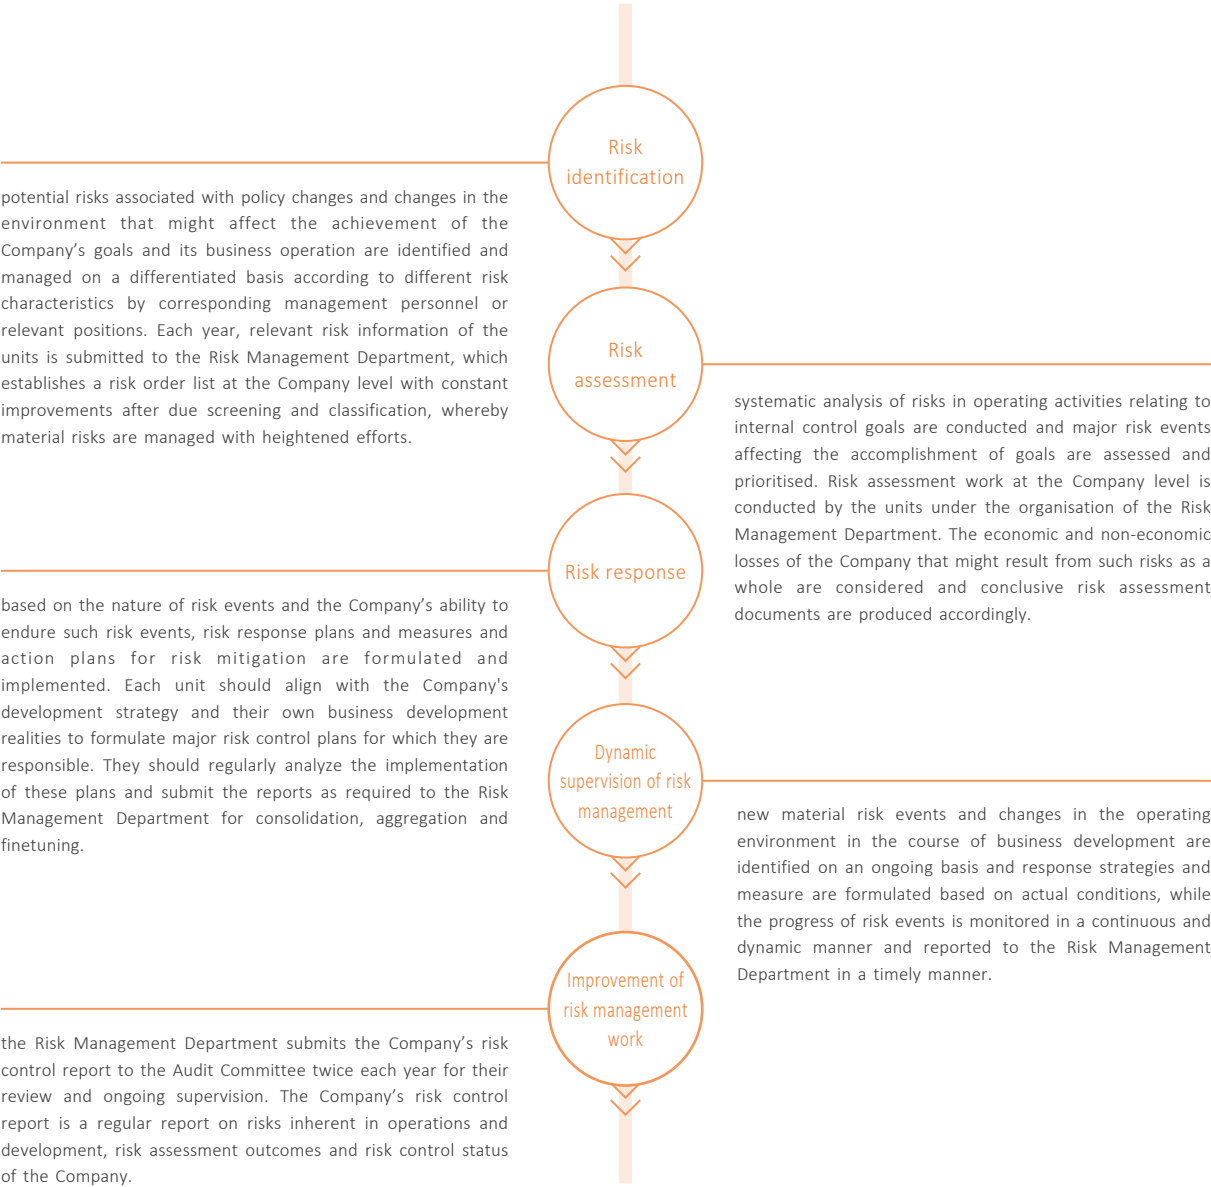 Risk
identification
potential risks associated with policy changes and changes in the
environment that might affect the achievement of the
Company’s goals and its business operation are identified and
managed on a differentiated basis according to different risk
characteristics by corresponding management personnel or
relevant positions. Each year, relevant risk information of the
units is submitted to the Risk Management Department, which
establishes a risk order list at the Company level with constant
improvements after due screening and classification, whereby
material risks are managed with heightened efforts.
Risk
assessment
systematic analysis of risks in operating activities relating to
internal control goals are conducted and major risk events
affecting the accomplishment of goals are assessed and
prioritised. Risk assessment work at the Company level is
conducted by the units under the organisation of the Risk
Management Department. The economic and non-economic
losses of the Company that might result from such risks as a
whole are considered and conclusive risk assessment
documents are produced accordingly.
Risk response
based on the nature of risk events and the Company’s ability to
endure such risk events, risk response plans and measures and
action plans for risk mitigation are formulated and
implemented. Each unit should align with the Company's
development strategy and their own business development
realities to formulate major risk control plans for which they are
responsible. They should regularly analyze the implementation
of these plans and submit the reports as required to the Risk
Management Department for consolidation, aggregation and
finetuning.
Dynamic
supervision of risk
management
new material risk events and changes in the operating
environment in the course of business development are
identified on an ongoing basis and response strategies and
measure are formulated based on actual conditions, while
the progress of risk events is monitored in a continuous and
dynamic manner and reported to the Risk Management
Department in a timely manner.
Improvement of
risk management
work
the Risk Management Department submits the Company’s risk
control report to the Audit Committee twice each year for their
review and ongoing supervision. The Company’s risk control
report is a regular report on risks inherent in operations and
development, risk assessment outcomes and risk control status
of the Company.